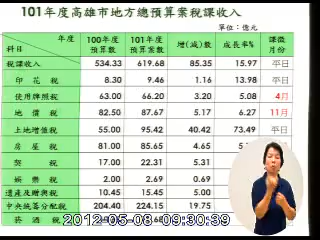 101年度高雄市地方總預算案稅課收入
單位：億元
年度 科目 100年度預算數 101年度預算案數 增(減)數 成長率% 課徵月份
稅課收入 534.33 619.68 85.35 15.97 平日
印花稅 8.30 9.46 1.16 13.98 平日
使用牌照稅 63.00 66.20 3.20 5.08 4月
地價稅 82.50 87.67 5.17 6.27 11月
土地增值稅 55.00 95.42 40.42 73.49 平日
房屋稅 81.00 85.65 4.65
契稅 17.00 22.31 5.31
娛樂稅 2.00 2.69 0.69
遺產及贈與稅 10.45 15.45 5.00
中央統籌分配稅 204.40 224.15 19.75
菸酒稅
2012-05-08 09:30:39